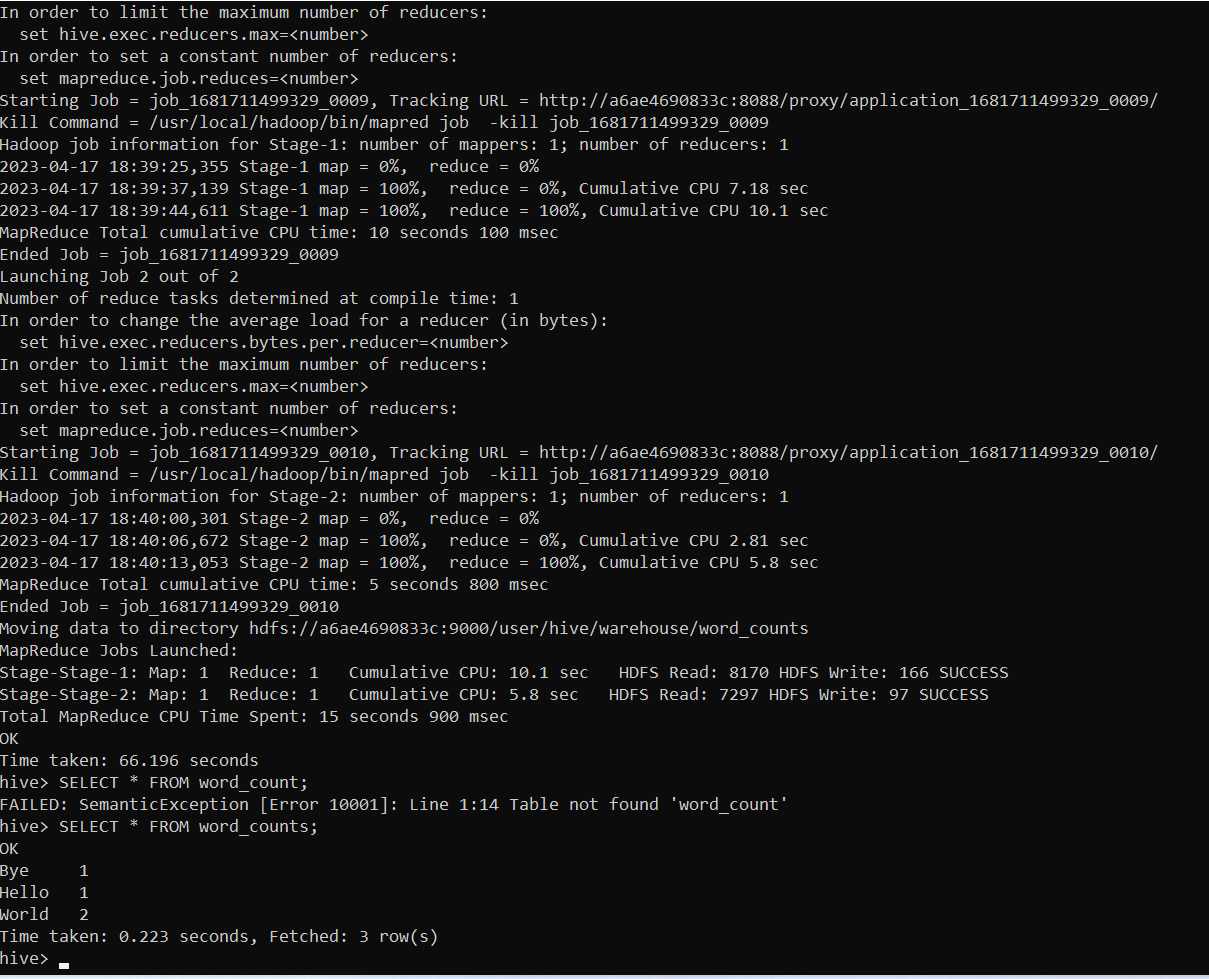 In order to limit the maximum number of reducers:
  set hive.exec.reducers.max=<number>
In order to set a constant number of reducers:
  set mapreduce.job.reduces=<number>
Starting Job = job_1681711499329_0009, Tracking URL = http://a6ae4690833c:8088/proxy/application_1681711499329_0009/
Kill Command = /usr/local/hadoop/bin/mapred job  -kill job_1681711499329_0009
Hadoop job information for Stage-1: number of mappers: 1; number of reducers: 1
2023-04-17 18:39:25,355 Stage-1 map = 0%,  reduce = 0%
2023-04-17 18:39:37,139 Stage-1 map = 100%,  reduce = 0%, Cumulative CPU 7.18 sec
2023-04-17 18:39:44,611 Stage-1 map = 100%,  reduce = 100%, Cumulative CPU 10.1 sec
MapReduce Total cumulative CPU time: 10 seconds 100 msec
Ended Job = job_1681711499329_0009
Launching Job 2 out of 2
Number of reduce tasks determined at compile time: 1
In order to change the average load for a reducer (in bytes):
  set hive.exec.reducers.bytes.per.reducer=<number>
In order to limit the maximum number of reducers:
  set hive.exec.reducers.max=<number>
In order to set a constant number of reducers:
  set mapreduce.job.reduces=<number>
Starting Job = job_1681711499329_0010, Tracking URL = http://a6ae4690833c:8088/proxy/application_1681711499329_0010/
Kill Command = /usr/local/hadoop/bin/mapred job  -kill job_1681711499329_0010
Hadoop job information for Stage-2: number of mappers: 1; number of reducers: 1
2023-04-17 18:40:00,301 Stage-2 map = 0%,  reduce = 0%
2023-04-17 18:40:06,672 Stage-2 map = 100%,  reduce = 0%, Cumulative CPU 2.81 sec
2023-04-17 18:40:13,053 Stage-2 map = 100%,  reduce = 100%, Cumulative CPU 5.8 sec
MapReduce Total cumulative CPU time: 5 seconds 800 msec
Ended Job = job_1681711499329_0010
Moving data to directory hdfs://a6ae4690833c:9000/user/hive/warehouse/word_counts
MapReduce Jobs Launched:
Stage-Stage-1: Map: 1  Reduce: 1   Cumulative CPU: 10.1 sec   HDFS Read: 8170 HDFS Write: 166 SUCCESS
Stage-Stage-2: Map: 1  Reduce: 1   Cumulative CPU: 5.8 sec   HDFS Read: 7297 HDFS Write: 97 SUCCESS
Total MapReduce CPU Time Spent: 15 seconds 900 msec
OK
Time taken: 66.196 seconds
hive> SELECT * FROM word_count;
FAILED: SemanticException [Error 10001]: Line 1:14 Table not found 'word_count'
hive> SELECT * FROM word_counts;
OK
Bye     1
Hello   1
World   2
Time taken: 0.223 seconds, Fetched: 3 row(s)
hive>